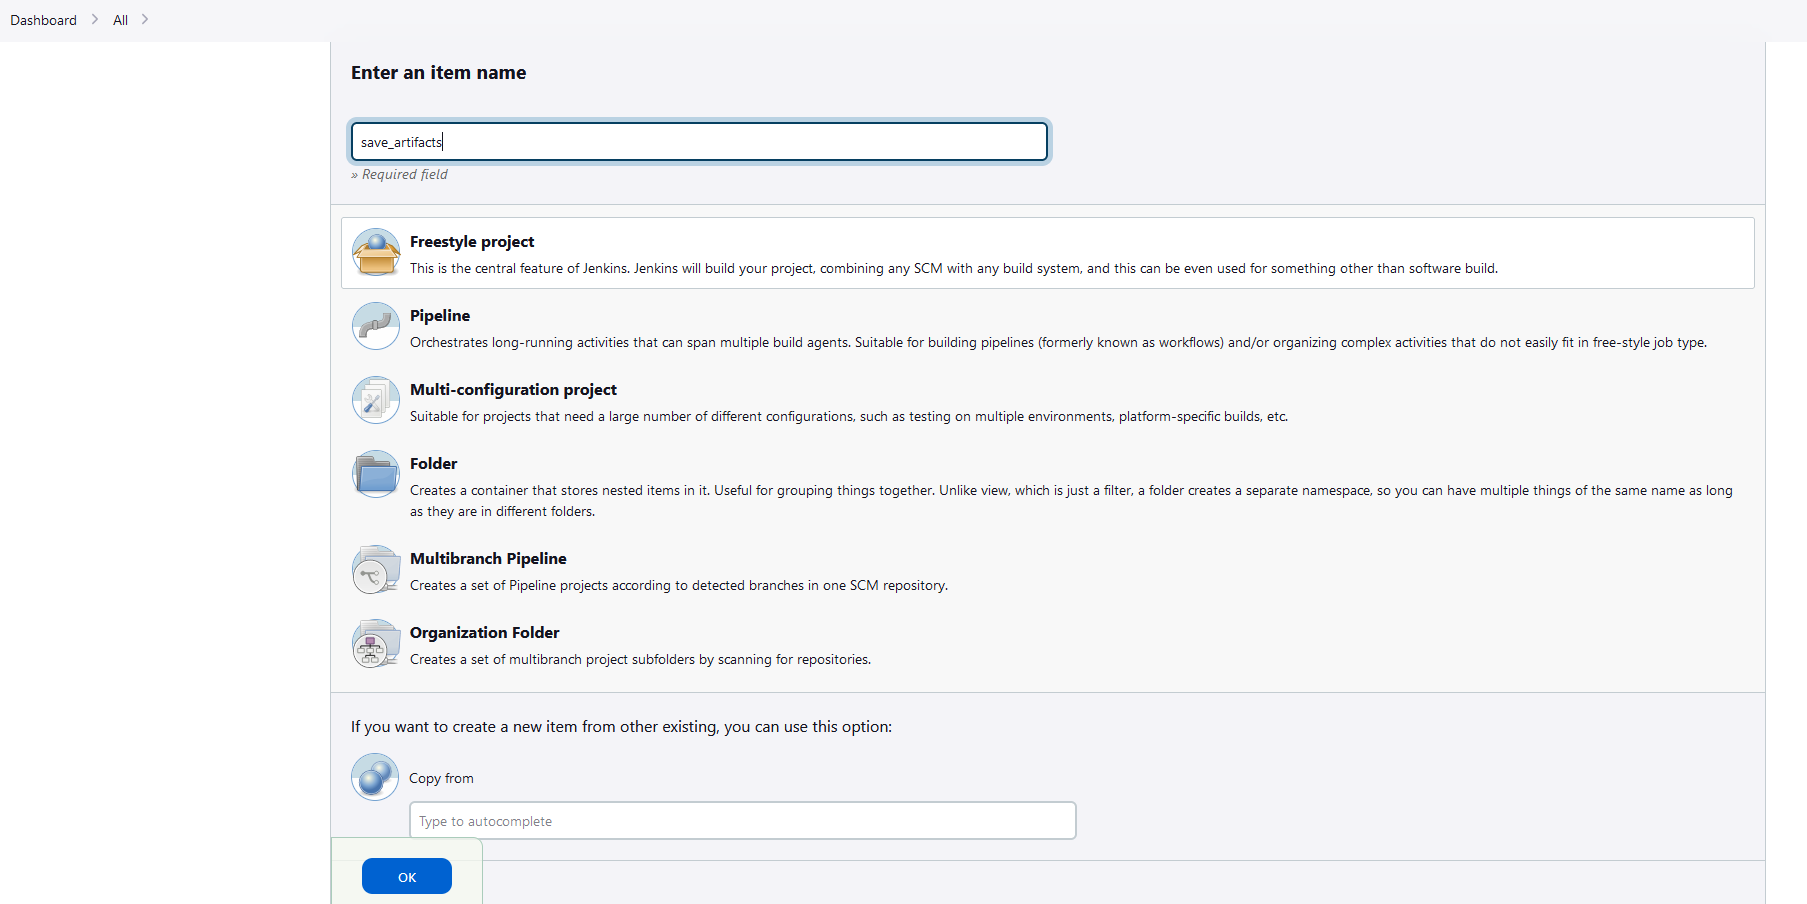 Dashboard > All >
Enter an item name
save_artifacts
» Required field
Freestyle project
This is the central feature of Jenkins. Jenkins will build your project, combining any SCM with any build system, and this can be even used for something other than software build.
Pipeline
Orchestrates long-running activities that can span multiple build agents. Suitable for building pipelines (formerly known as workflows) and/or organizing complex activities that do not easily fit in free-style job type.
Multi-configuration project
Suitable for projects that need a large number of different configurations, such as testing on multiple environments, platform-specific builds, etc.
Folder
Creates a container that stores nested items in it. Useful for grouping things together. Unlike view, which is just a filter, a folder creates a separate namespace, so you can have multiple things of the same name as long
as they are in different folders.
Multibranch Pipeline
Creates a set of Pipeline projects according to detected branches in one SCM repository.
Organization Folder
Creates a set of multibranch project subfolders by scanning for repositories.
If you want to create a new item from other existing, you can use this option:
Copy from
Type to autocomplete
OK